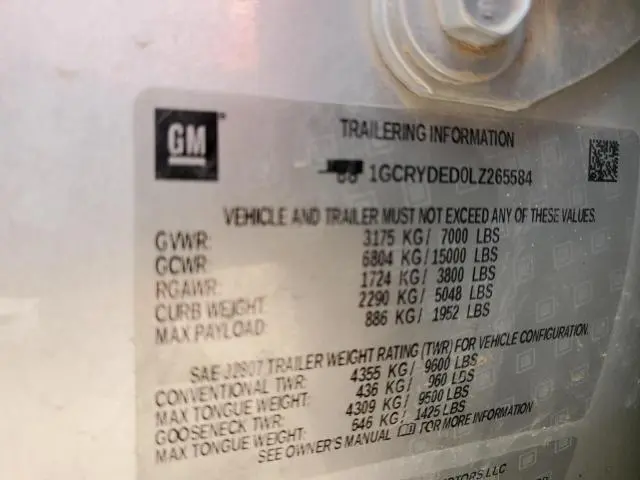 GM
TRAILERING INFORMATION
1GCRYDED0LZ265584
VEHICLE AND TRAILER MUST NOT EXCEED ANY OF THESE VALUES.
GVWR: 3175 KG/ 7000 LBS
GCWR: 6804 KG/15000 LBS
RGAWR: 1724 KG/ 3800 LBS
CURB WEIGHT: 2290 KG/ 5048 LBS
MAX PAYLOAD: 886 KG/ 1952 LBS
SAE J2807 TRAILER WEIGHT RATING (TWR) FOR VEHICLE CONFIGURATION.
CONVENTIONAL TWR: 4355 KG/ 9600 LBS
MAX TONGUE WEIGHT: 436 KG/ 960 LBS
GOOSENECK TWR: 4309 KG/ 9500 LBS
MAX TONGUE WEIGHT: 646 KG/ 1425 LBS
SEE OWNER'S MANUAL FOR MORE INFORMATION
LLC